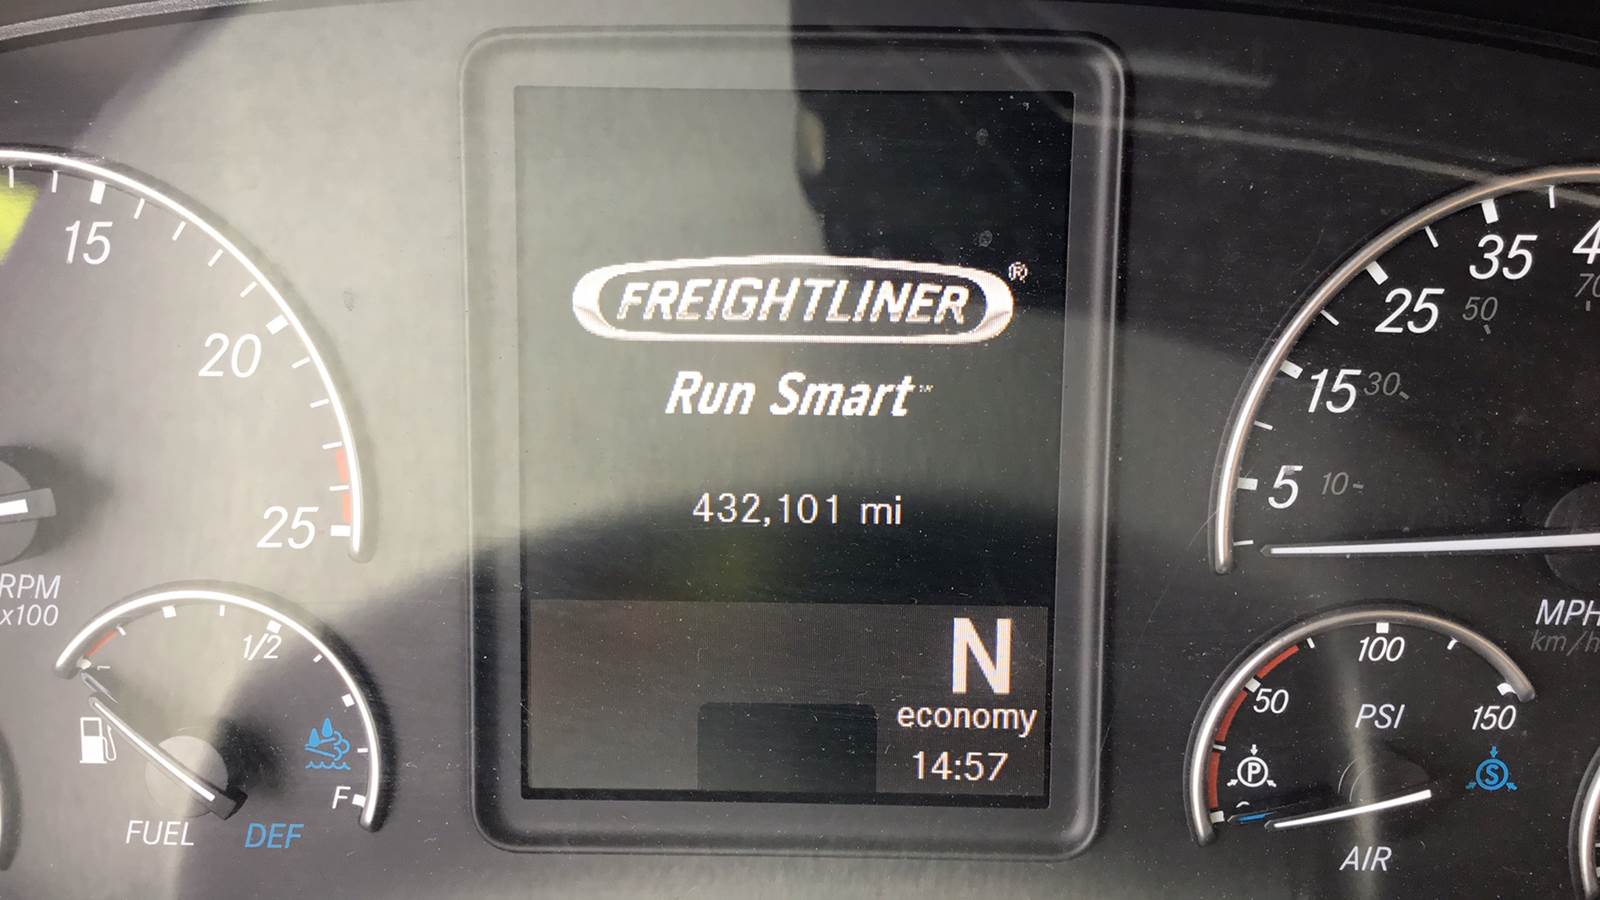 FREIGHTLINER®
Run Smart™
432,101 mi
N
economy
14:57
15
20
25
RPM
x100
1/2
F
FUEL
DEF
5
15
25
35
10
30
50
MPH
km/h
50
100
150
PSI
P
S
AIR